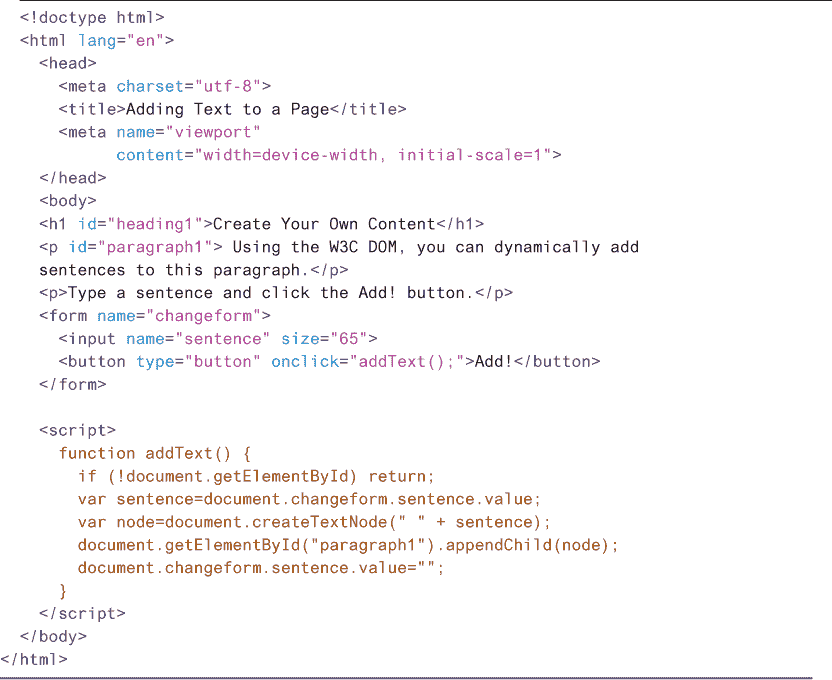 <!doctype html>
<html lang="en">
<head>
<meta charset="utf-8">
<title>Adding Text to a Page</title>
<meta name="viewport"
content="width=device-width, initial-scale=1">
</head>
<body>
<h1 id="heading1">Create Your Own Content</h1>
<p id="paragraph1"> Using the W3C DOM, you can dynamically add
sentences to this paragraph.</p>
<p>Type a sentence and click the Add! button.</p>
<form name="changeform">
<input name="sentence" size="65">
<button type="button" onclick="addText();">Add!</button>
</form>
<script>
function addText() {
if (!document.getElementById) return;
var sentence=document.changeform.sentence.value;
var node=document.createTextNode(" " + sentence);
document.getElementById("paragraph1").appendChild(node);
document.changeform.sentence.value="";
}
</script>
</body>
</html>